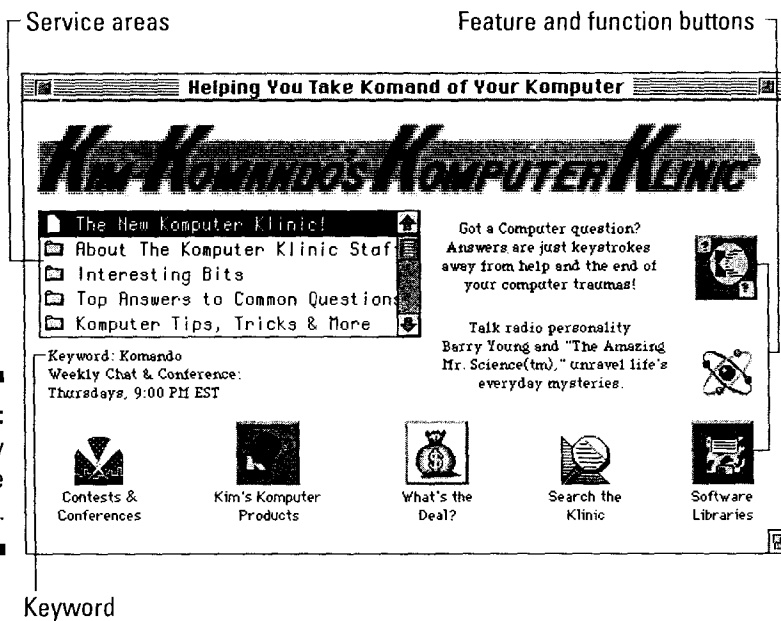 Service areas
Feature and function buttons
Helping You Take Komand of Your Komputer
KIM KOMANDO'S KOMPUTER KLINIC
The New Komputer Klinic!
About The Komputer Klinic Staf
Interesting Bits
Top Answers to Common Questions
Komputer Tips, Tricks & More
Got a Computer question?
Answers are just keystrokes
away from help and the end of
your computer traumas!
Talk radio personality
Barry Young and "The Amazing
Mr. Science(tm)," unravel life's
everyday mysteries.
Keyword: Komando
Weekly Chat & Conference:
Thursdays, 9:00 PM EST
Contests &
Conferences
Kim's Komputer
Products
What's the
Deal?
Search the
Klinic
Software
Libraries
Keyword